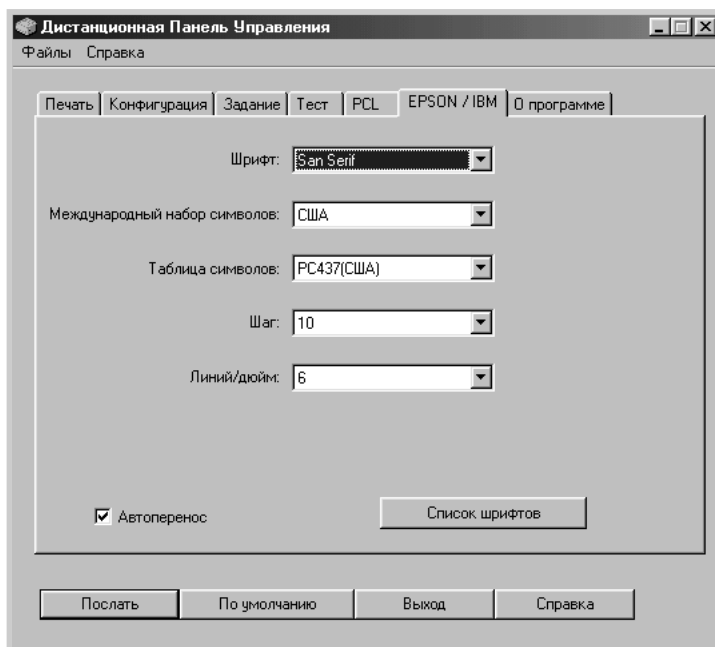 Дистанционная Панель Управления
Файлы Справка
Печать Конфигурация Задание Тест PCL EPSON / IBM О программе
Шрифт: San Serif
Международный набор символов: США
Таблица символов: PC437(США)
Шаг: 10
Линий/дюйм: 6
Автоперенос Список шрифтов
Послать По умолчанию Выход Справка